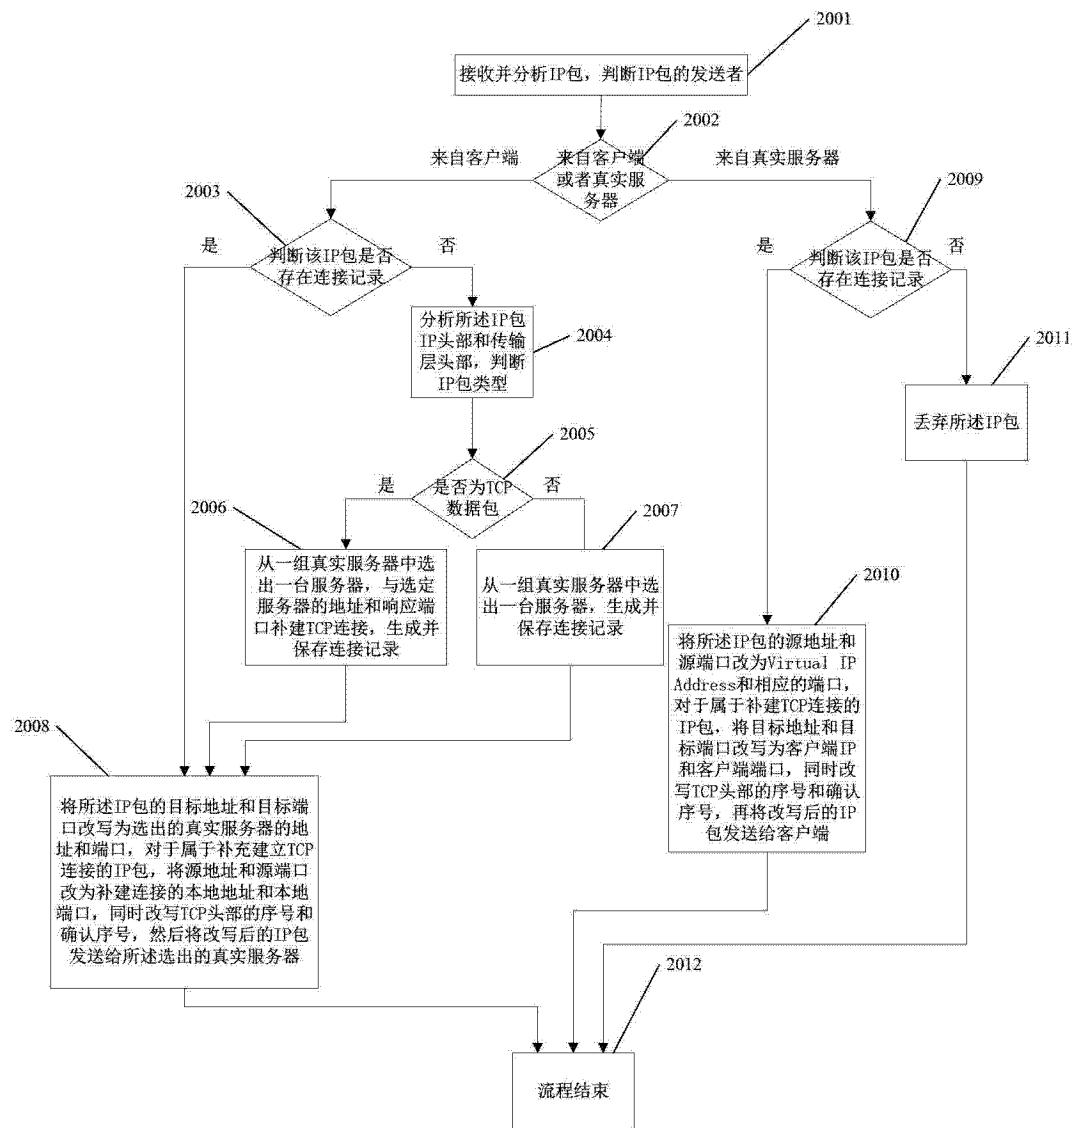 2001
接收并分析IP包，判断IP包的发送者
2002
来自客户端
来自客户端
或者真实服
务器
来自真实服务器
2003
是
判断该IP包是否
存在连接记录
否
2009
是
判断该IP包是否
存在连接记录
否
分析所述IP包
IP头部和传输
层头部，判断
IP包类型
2004
2011
丢弃所述IP包
2005
是
是否为TCP
数据包
否
2006
从一组真实服务器中选
出一台服务器，与选定
服务器的地址和响应端
口补建TCP连接，生成并
保存连接记录
2007
从一组真实服务器中选
出一台服务器，生成并
保存连接记录
2010
将所述IP包的源地址和
源端口改为Virtual IP
Address和相应的端口，
对于属于补建TCP连接的
IP包，将目标地址和目
标端口改写为客户端IP
和客户端端口，同时改
写TCP头部的序号和确认
序号，再将改写后的IP
包发送给客户端
2008
将所述IP包的目标地址和目标端
口改写为选出的真实服务器的地
址和端口，对于属于补充建立TCP
连接的IP包，将源地址和源端口
改为补建连接的本地地址和本地
端口，同时改写TCP头部的序号和
确认序号，然后将改写后的IP包
发送给所述选出的真实服务器
2012
流程结束